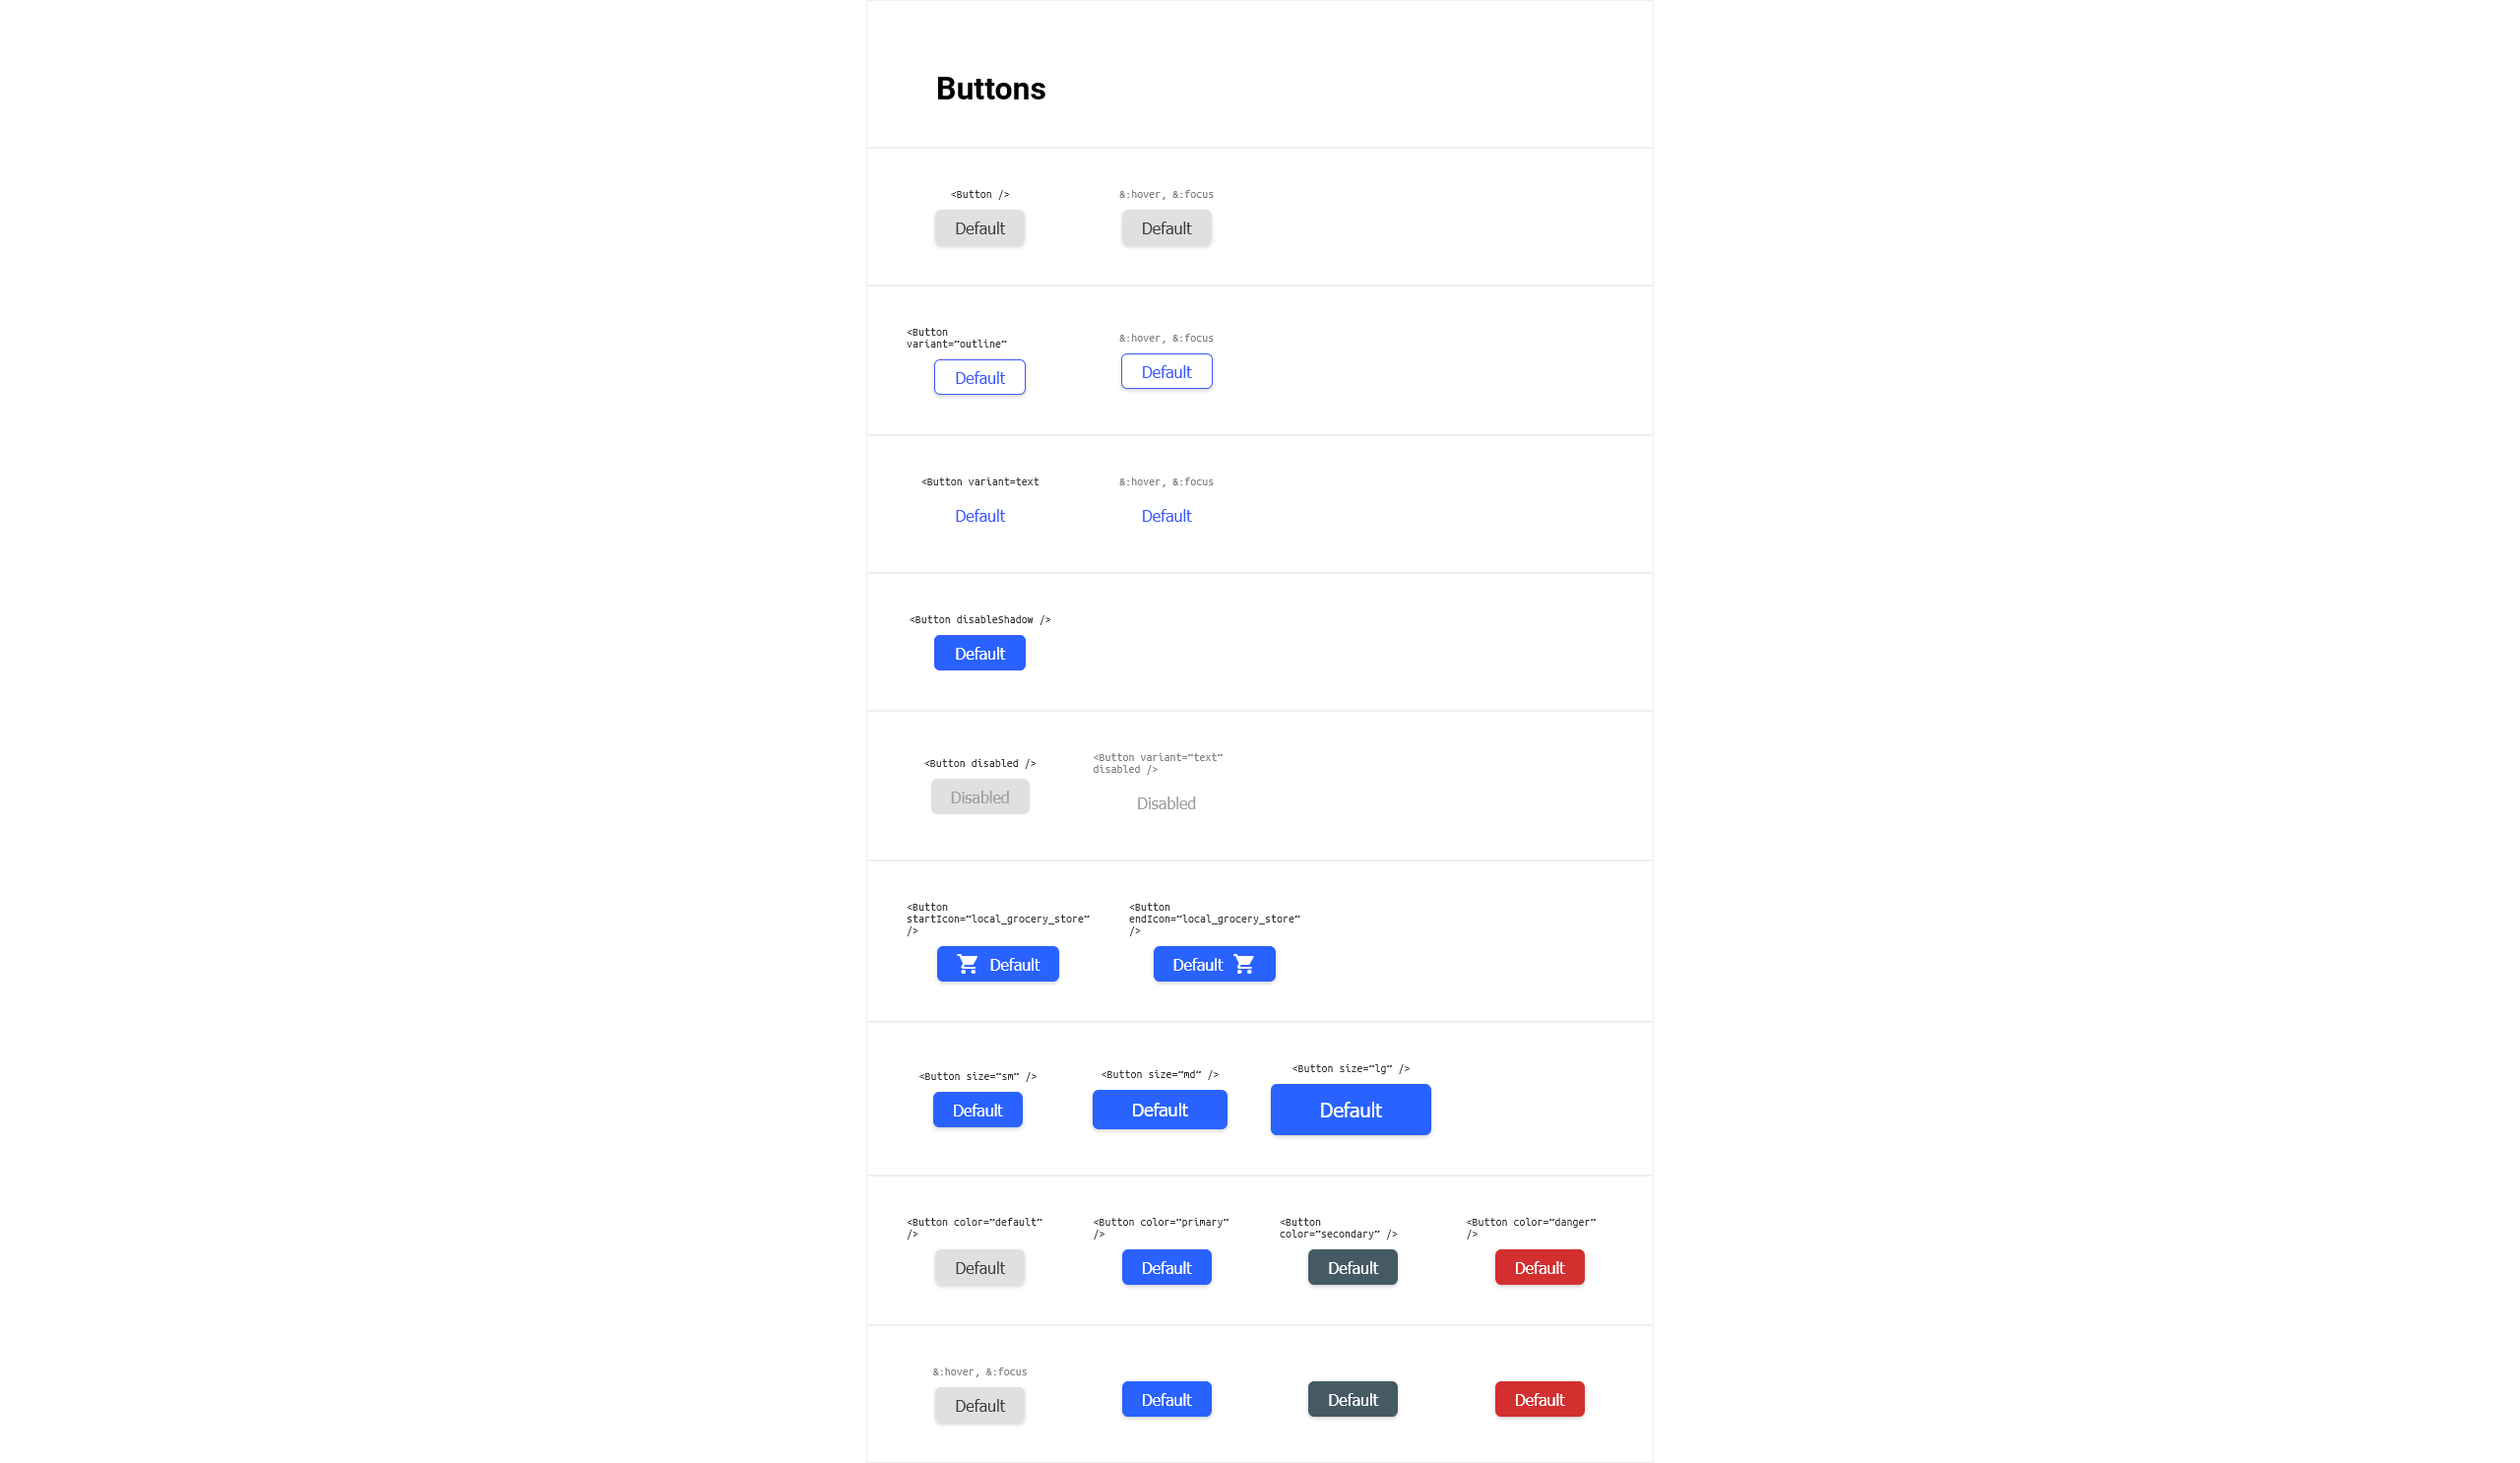 Buttons
<Button />
&:hover, &:focus
Default
Default
<Button
variant=”outline”
&:hover, &:focus
Default
Default
<Button variant=text
&:hover, &:focus
Default
Default
<Button disableShadow />
Default
<Button disabled />
<Button variant=”text”
disabled />
Disabled
Disabled
<Button
startIcon=”local_grocery_store”
/>
<Button
endIcon=”local_grocery_store”
/>
Default
Default
<Button size=”sm” />
<Button size=”md” />
<Button size=”lg” />
Default
Default
Default
<Button color=”default”
/>
<Button color=”primary”
/>
<Button
color=”secondary” />
<Button color=”danger”
/>
Default
Default
Default
Default
&:hover, &:focus
Default
Default
Default
Default